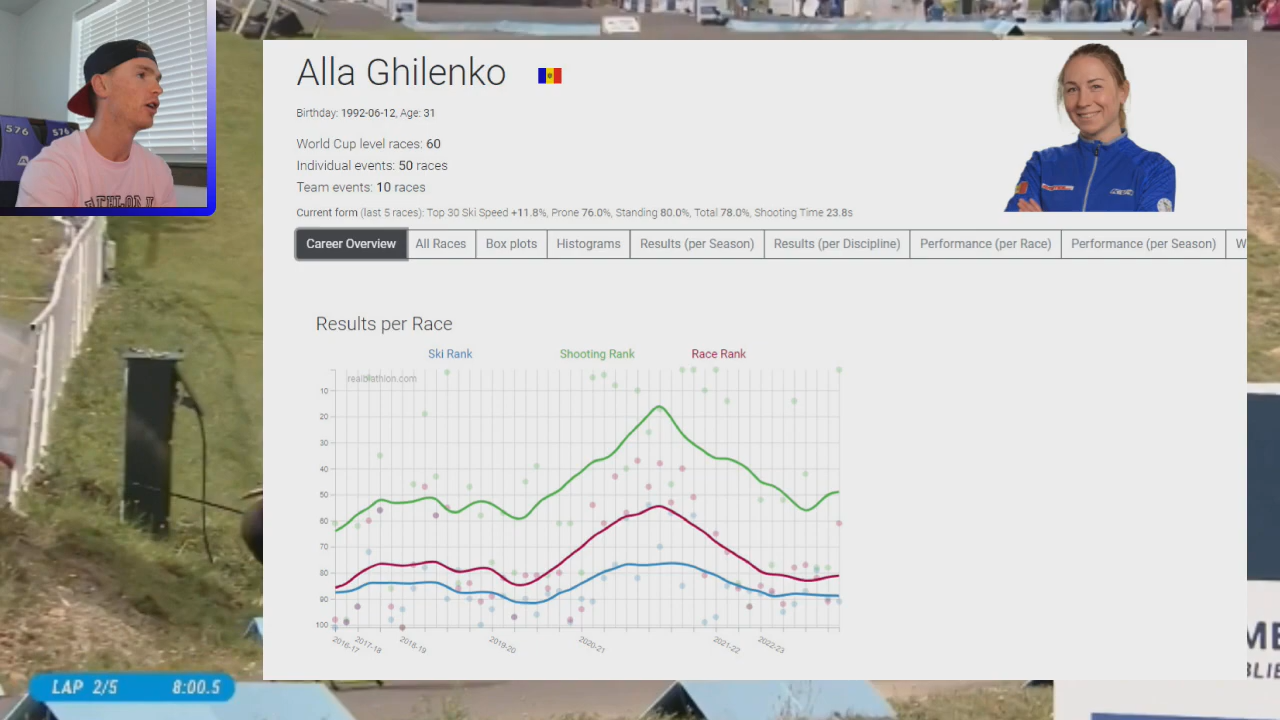 Alla Ghilenko
Birthday: 1992-06-12, Age: 31
World Cup level races: 60
Individual events: 50 races
Team events: 10 races
Current form (last 5 races): Top 30 Ski Speed +11.8%, Prone 76.0%, Standing 80.0%, Total 78.0%, Shooting Time 23.8s
Career Overview All Races Box plots Histograms Results (per Season) Results (per Discipline) Performance (per Race) Performance (per Season) W
Results per Race
Ski Rank Shooting Rank Race Rank
realbiathlon.com
10
20
30
40
50
60
70
80
90
100
2016-17 2017-18 2018-19 2019-20 2020-21 2021-22 2022-23
S76 S76
LAP 2/5 8:00.5